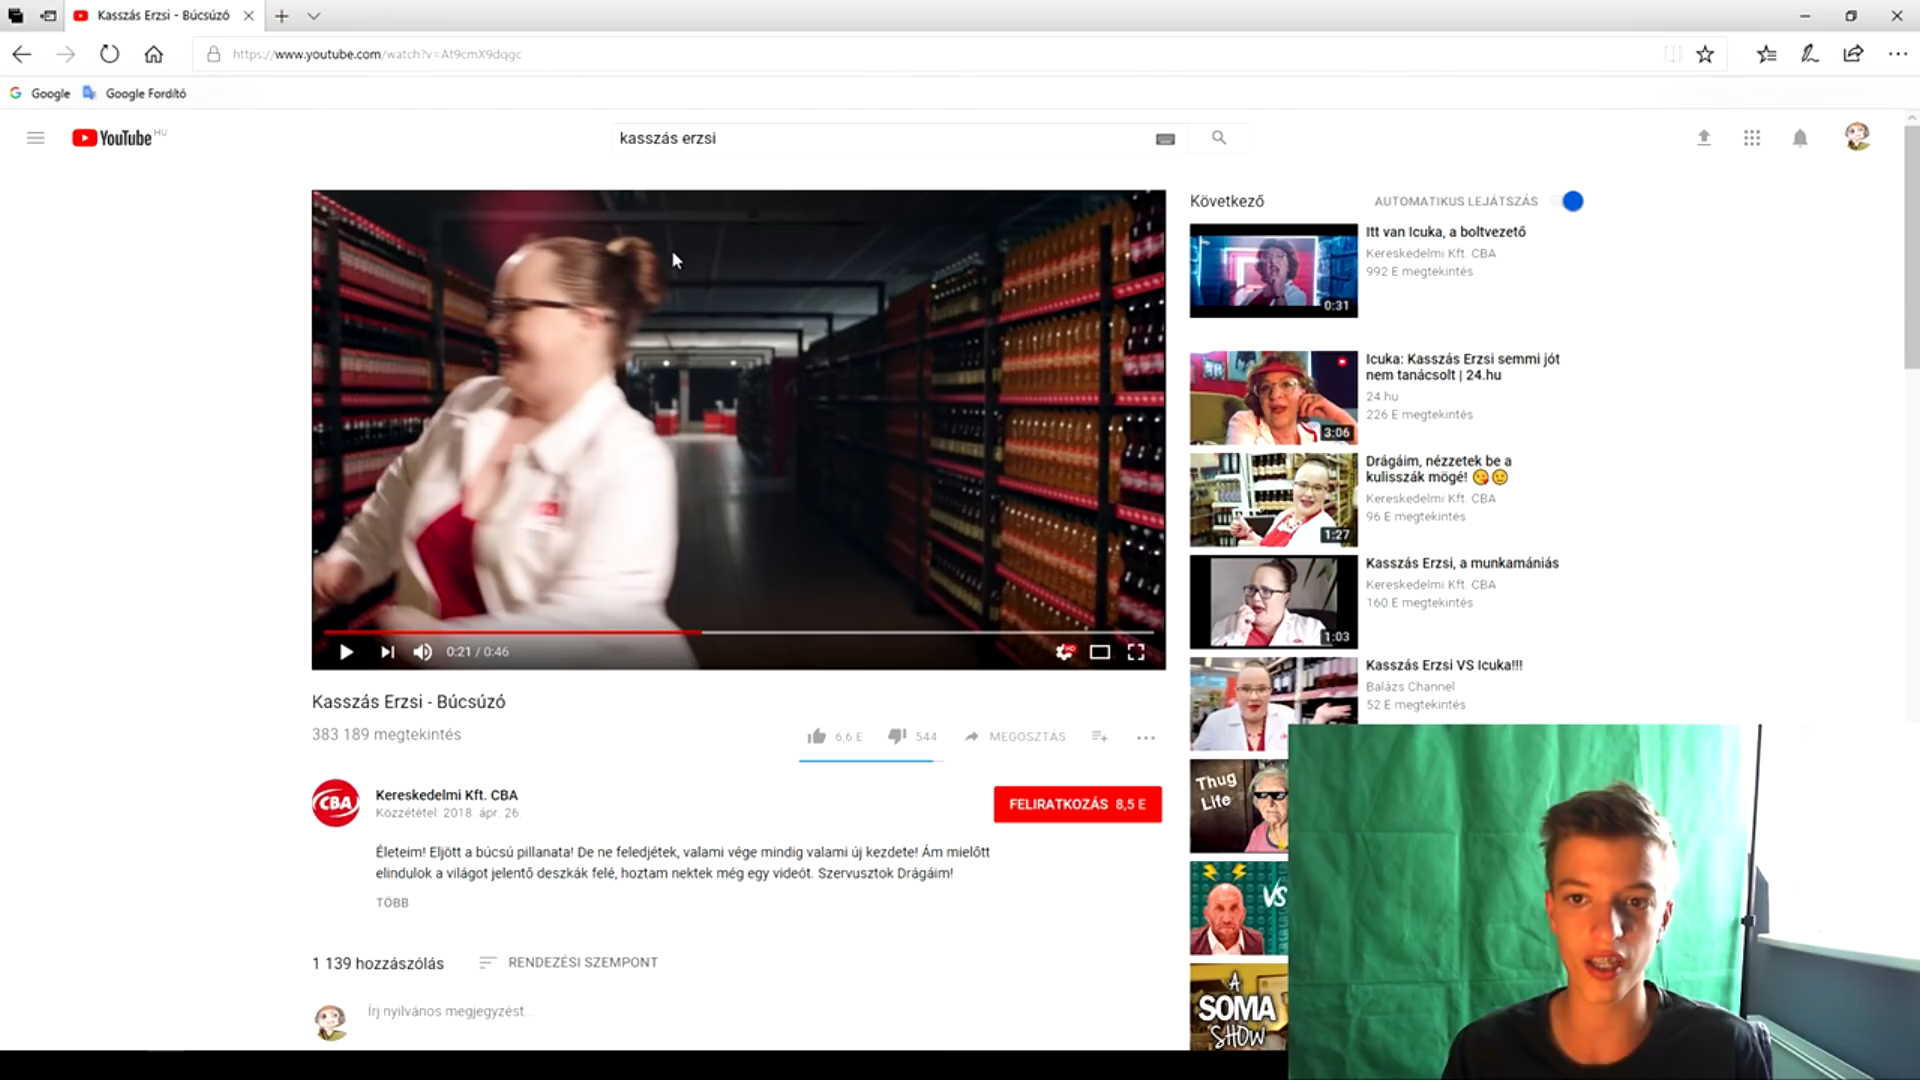 Kasszás Erzsi - Búcsúzó
https://www.youtube.com/watch?v=At9cmX9dqgc
Google
Google Fordító
YouTube HU
kasszás erzsi
0:21 / 0:46
Kasszás Erzsi - Búcsúzó
383 189 megtekintés
6,6 E
544
MEGOSZTÁS
CBA
Kereskedelmi Kft. CBA
Közzététel: 2018. ápr. 26.
FELIRATKOZÁS 8,5 E
Életeim! Eljött a búcsú pillanata! De ne feledjétek, valami vége mindig valami új kezdete! Ám mielőtt
elindulok a világot jelentő deszkák felé, hoztam nektek még egy videót. Szervusztok Drágáim!
TÖBB
1 139 hozzászólás
RENDEZÉSI SZEMPONT
Írj nyilvános megjegyzést...
Következő
AUTOMATIKUS LEJÁTSZÁS
Itt van Icuka, a boltvezető
Kereskedelmi Kft. CBA
992 E megtekintés
0:31
Icuka: Kasszás Erzsi semmi jót
nem tanácsolt | 24.hu
24.hu
226 E megtekintés
3:06
Drágáim, nézzetek be a
kulisszák mögé! 😘😉
Kereskedelmi Kft. CBA
96 E megtekintés
1:27
Kasszás Erzsi, a munkamániás
Kereskedelmi Kft. CBA
160 E megtekintés
1:03
Kasszás Erzsi VS Icuka!!!
Balázs Channel
52 E megtekintés
Thug
Life
VS
A
SOMA
SHOW